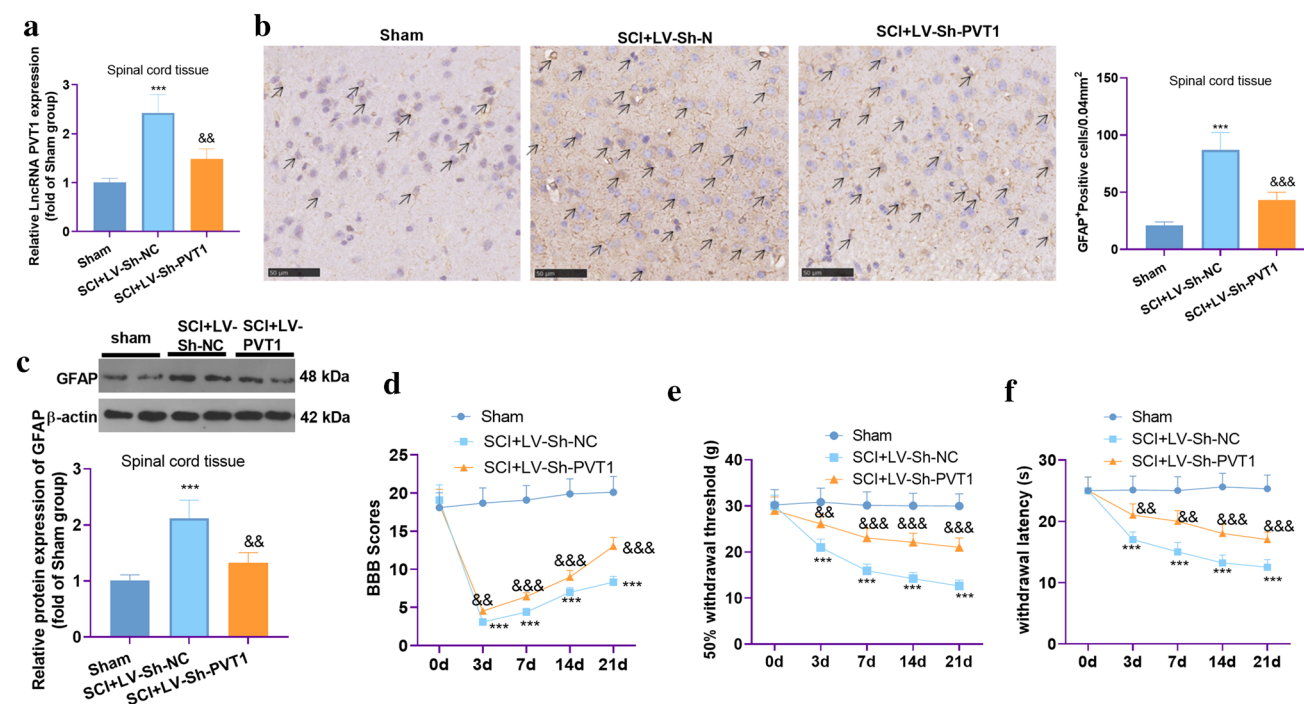 a
Spinal cord tissue
Relative LncRNA PVT1 expression
(fold of Sham group)
3
2
1
0
***
&&
Sham
SCI+LV-Sh-NC
SCI+LV-Sh-PVT1
b
Sham
SCI+LV-Sh-N
SCI+LV-Sh-PVT1
50 μm
50 μm
50 μm
Spinal cord tissue
GFAP+Positive cells/0.04mm2
150
100
50
0
***
&&&
Sham
SCI+LV-Sh-NC
SCI+LV-Sh-PVT1
c
sham
SCI+LV-
Sh-NC
SCI+LV-
PVT1
GFAP
48 kDa
β-actin
42 kDa
Spinal cord tissue
Relative protein expression of GFAP
(fold of Sham group)
3
2
1
0
***
&&
Sham
SCI+LV-Sh-NC
SCI+LV-Sh-PVT1
d
Sham
SCI+LV-Sh-NC
SCI+LV-Sh-PVT1
BBB Scores
25
20
15
10
5
0
&&
&&&
&&&
&&&
***
***
***
***
0d
3d
7d
14d
21d
e
Sham
SCI+LV-Sh-NC
SCI+LV-Sh-PVT1
50% withdrawal threshold (g)
40
30
20
10
0
&&
&&&
&&&
&&&
***
***
***
***
0d
3d
7d
14d
21d
f
Sham
SCI+LV-Sh-NC
SCI+LV-Sh-PVT1
withdrawal latency (s)
30
20
10
0
&&
&&
&&&
&&&
***
***
***
***
0d
3d
7d
14d
21d